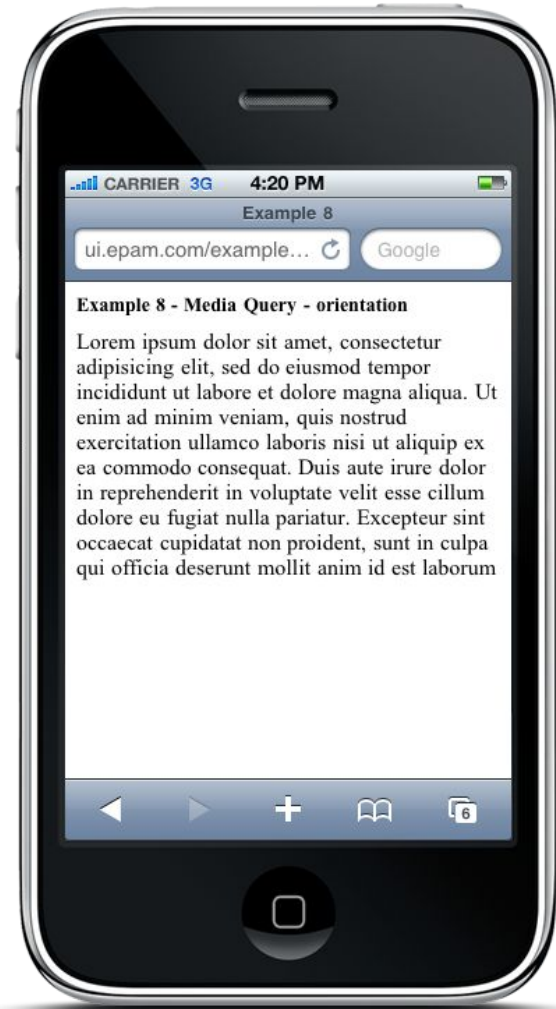 CARRIER 3G 4:20 PM
Example 8
ui.epam.com/example... Google
Example 8 - Media Query - orientation
Lorem ipsum dolor sit amet, consectetur
adipisicing elit, sed do eiusmod tempor
incididunt ut labore et dolore magna aliqua. Ut
enim ad minim veniam, quis nostrud
exercitation ullamco laboris nisi ut aliquip ex
ea commodo consequat. Duis aute irure dolor
in reprehenderit in voluptate velit esse cillum
dolore eu fugiat nulla pariatur. Excepteur sint
occaecat cupidatat non proident, sunt in culpa
qui officia deserunt mollit anim id est laborum
6